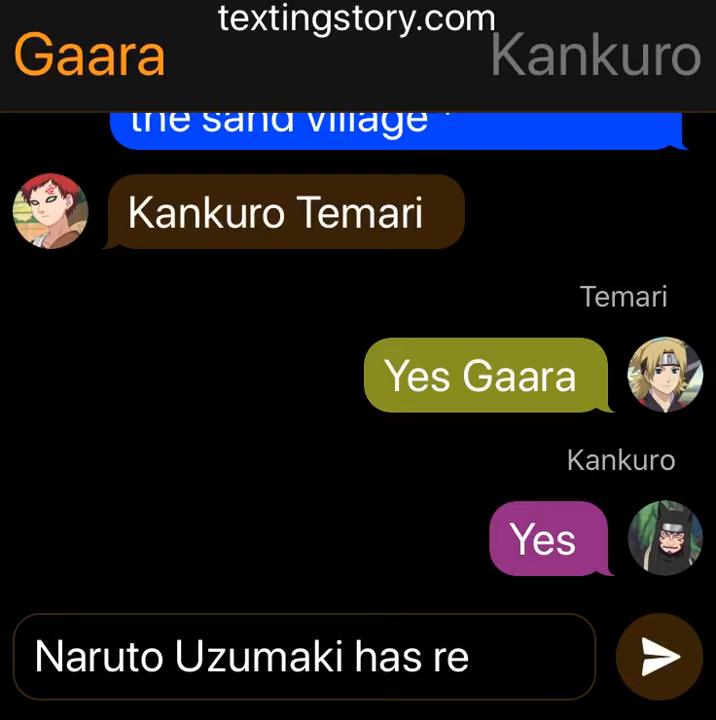 textingstory.com
Gaara
Kankuro
the sand village
Kankuro Temari
Temari
Yes Gaara
Kankuro
Yes
Naruto Uzumaki has re